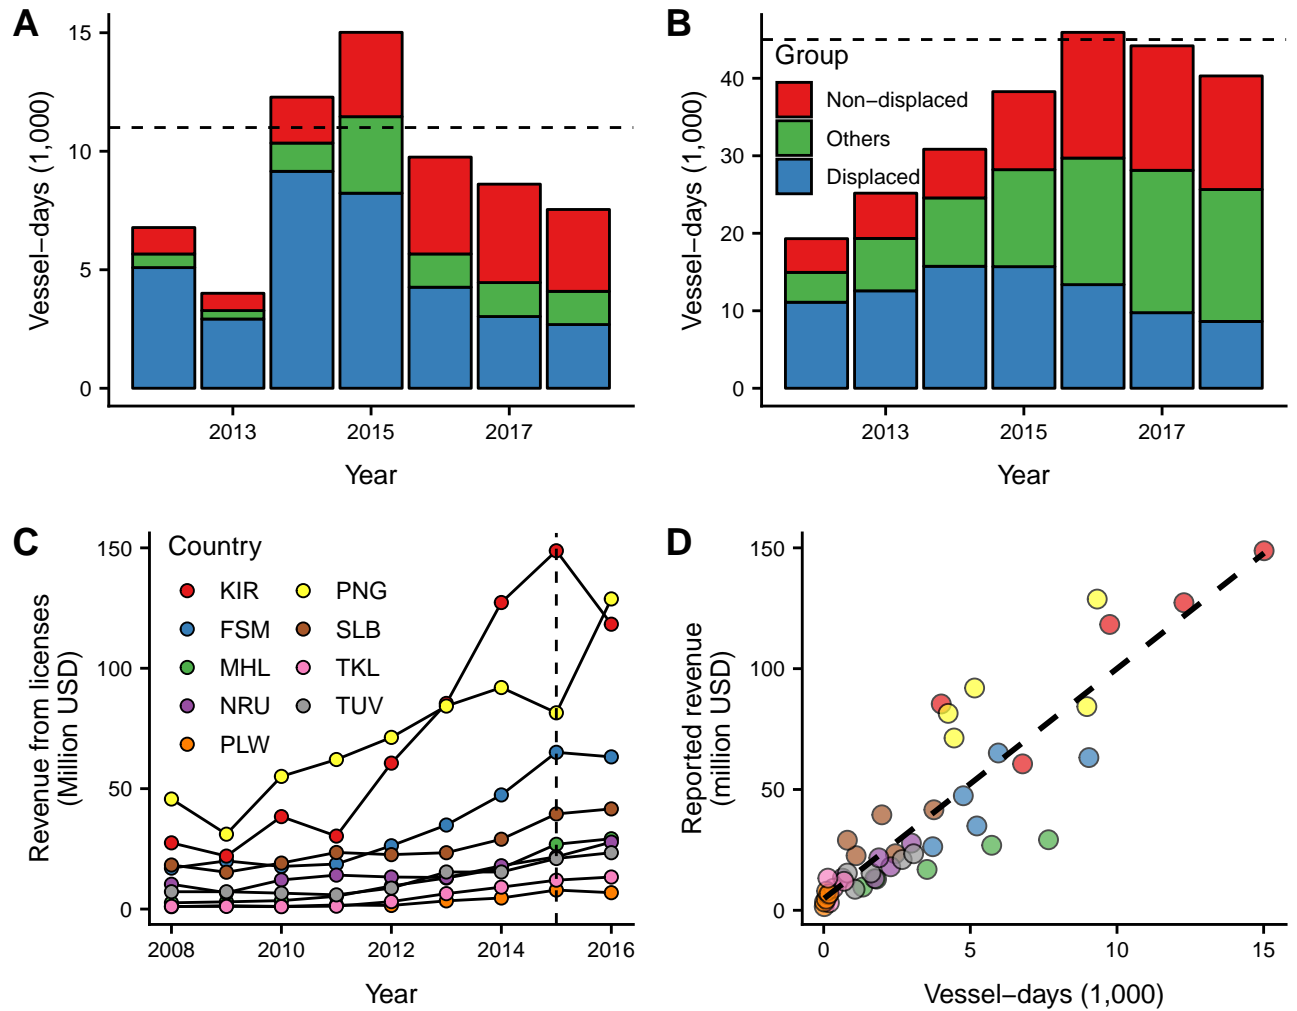 A
Vessel−days (1,000)
15
10
5
0
2013
2015
2017
Year
B
Vessel−days (1,000)
40
30
20
10
0
Group
Non−displaced
Others
Displaced
2013
2015
2017
Year
C
Revenue from licenses
(Million USD)
150
100
50
0
Country
KIR
FSM
MHL
NRU
PLW
PNG
SLB
TKL
TUV
2008
2010
2012
2014
2016
Year
D
Reported revenue
(million USD)
150
100
50
0
0
5
10
15
Vessel−days (1,000)